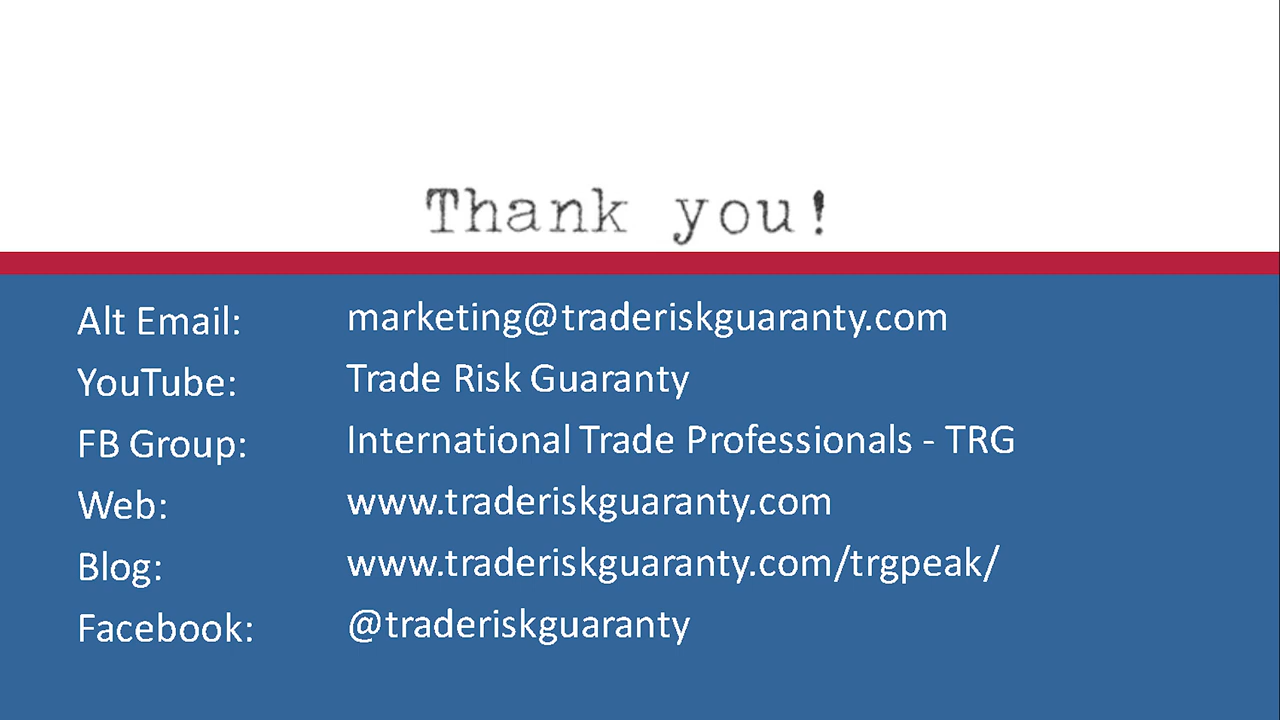 Thank you!
Alt Email: marketing@traderiskguaranty.com
YouTube: Trade Risk Guaranty
FB Group: International Trade Professionals - TRG
Web: www.traderiskguaranty.com
Blog: www.traderiskguaranty.com/trgpeak/
Facebook: @traderiskguaranty